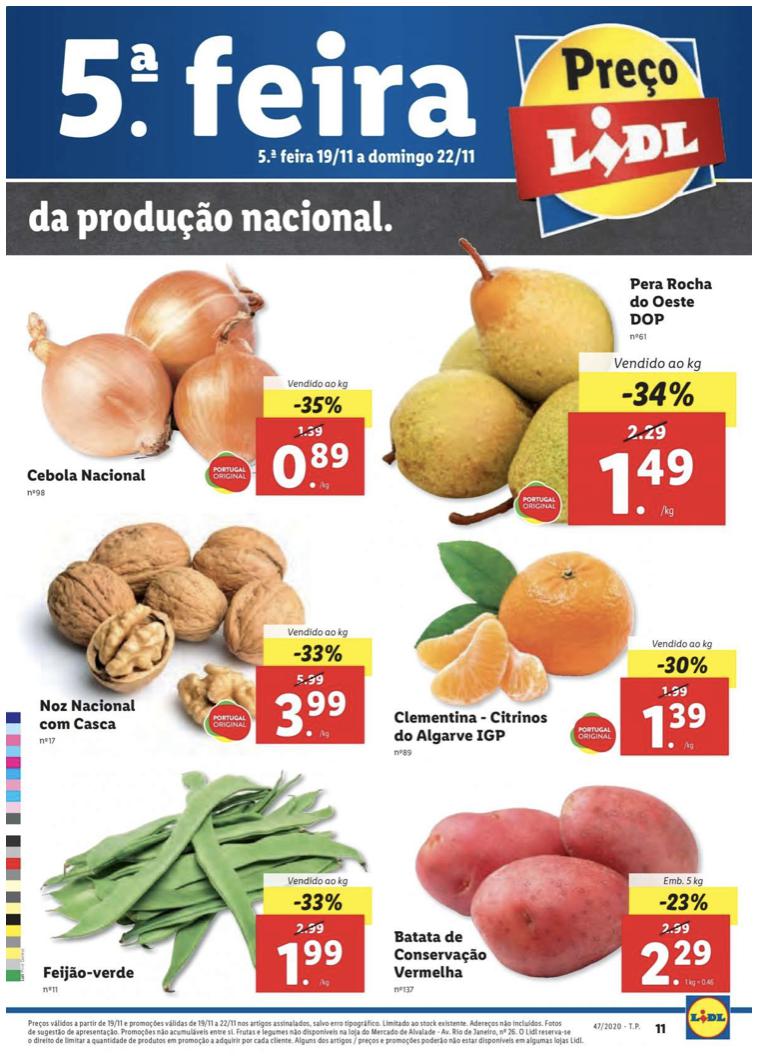 5.ª feira
5.ª feira 19/11 a domingo 22/11
Preço
LIDL
da produção nacional.
Cebola Nacional
nº98
PORTUGAL
ORIGINAL
Vendido ao kg
-35%
1.39
0.89
/kg
Pera Rocha
do Oeste
DOP
nº61
Vendido ao kg
-34%
2.29
1.49
/kg
PORTUGAL
ORIGINAL
Noz Nacional
com Casca
nº17
PORTUGAL
ORIGINAL
Vendido ao kg
-33%
5.99
3.99
/kg
Clementina - Citrinos
do Algarve IGP
nº89
PORTUGAL
ORIGINAL
Vendido ao kg
-30%
1.99
1.39
/kg
Feijão-verde
nº11
Vendido ao kg
-33%
2.99
1.99
/kg
Batata de
Conservação
Vermelha
nº137
Emb. 5 kg
-23%
2.99
2.29
1 kg = 0.46
Preços válidos a partir de 19/11 e promoções válidas de 19/11 a 22/11 nos artigos assinalados, salvo erro tipográfico. Limitado ao stock existente. Adereços não incluídos. Fotos
de sugestão de apresentação. Promoções não acumuláveis entre si. Frutas e legumes não disponíveis na loja do Mercado de Alvalade - Av. Rio de Janeiro, nº 26. O Lidl reserva-se
o direito de limitar a quantidade de produtos em promoção a adquirir por cada cliente. Alguns dos artigos / preços e promoções poderão não estar disponíveis em algumas lojas Lidl.
47/2020 - T.P.
11
LIDL